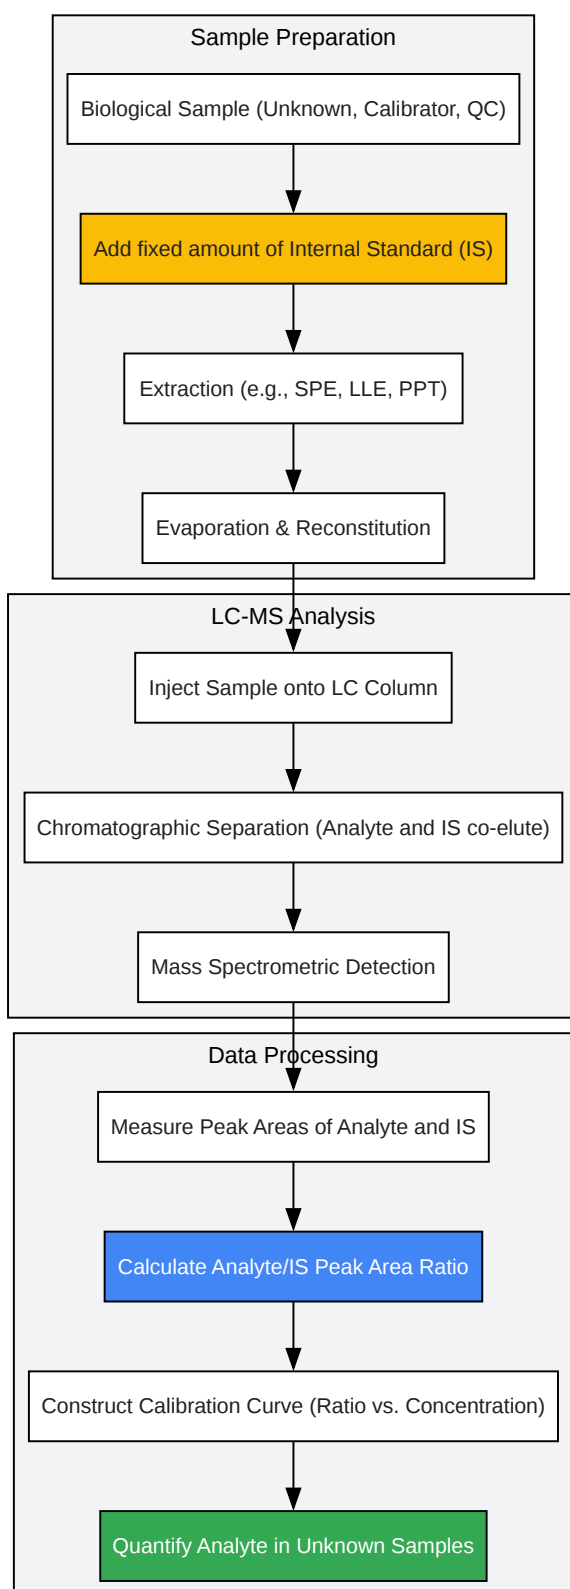 Sample Preparation
Biological Sample (Unknown, Calibrator, QC)
Add fixed amount of Internal Standard (IS)
Extraction (e.g., SPE, LLE, PPT)
Evaporation & Reconstitution
LC-MS Analysis
Inject Sample onto LC Column
Chromatographic Separation (Analyte and IS co-elute)
Mass Spectrometric Detection
Data Processing
Measure Peak Areas of Analyte and IS
Calculate Analyte/IS Peak Area Ratio
Construct Calibration Curve (Ratio vs. Concentration)
Quantify Analyte in Unknown Samples